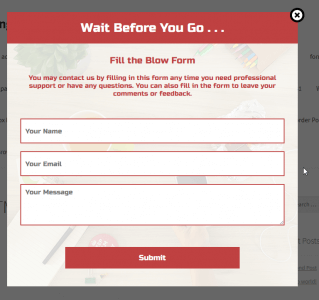 Wait Before You Go . . .
Fill the Blow Form
You may contact us by filling in this form any time you need professional
support or have any questions. You can also fill in the form to leave your
comments or feedback.
Your Name
Your Email
Your Message
Submit